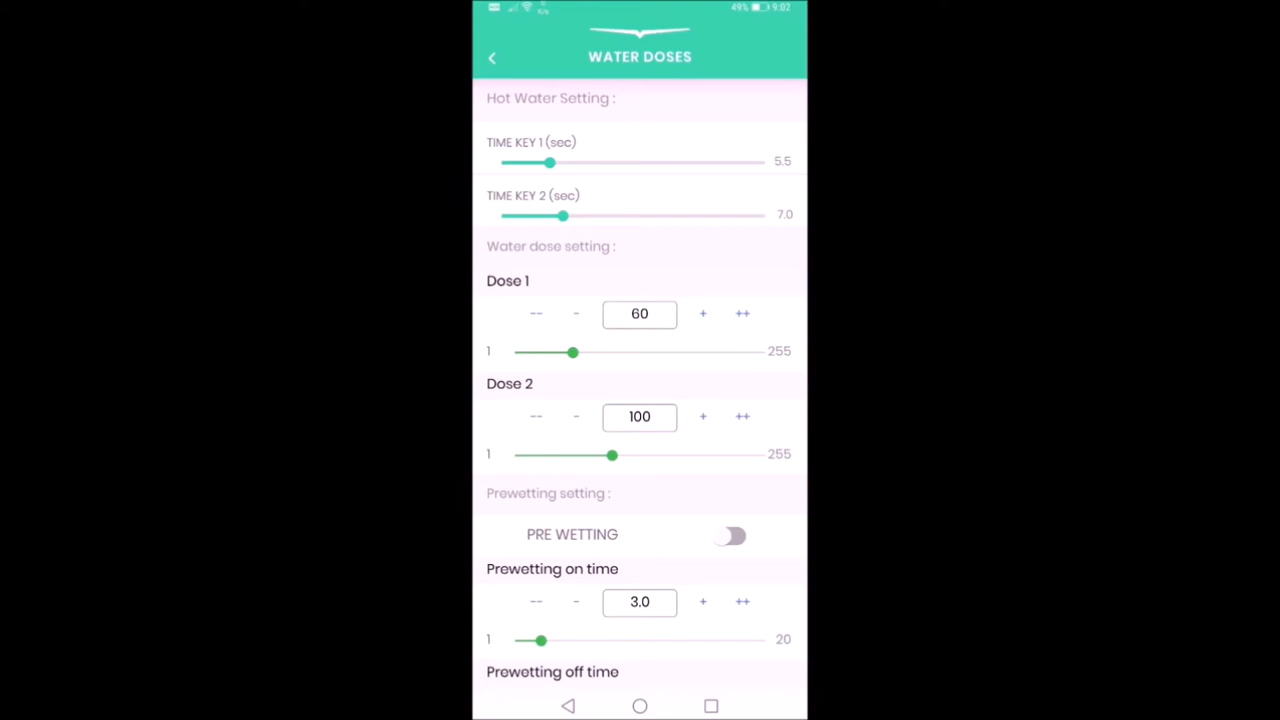 49% 9:02
WATER DOSES
Hot Water Setting :
TIME KEY 1 (sec)
5.5
TIME KEY 2 (sec)
7.0
Water dose setting :
Dose 1
-- - 60 + ++
1 255
Dose 2
-- - 100 + ++
1 255
Prewetting setting :
PRE WETTING
Prewetting on time
-- - 3.0 + ++
1 20
Prewetting off time